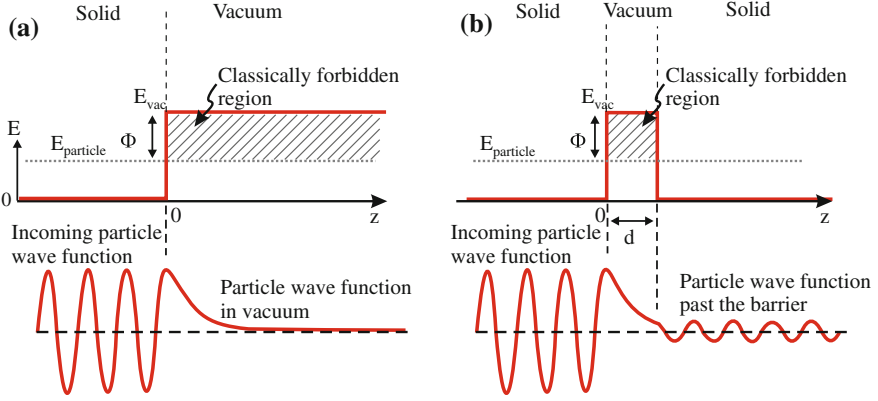 (a)
Solid
Vacuum
Classically forbidden
region
E_vac
Φ
E
E_particle
0
0
z
Incoming particle
wave function
Particle wave function
in vacuum
(b)
Solid
Vacuum
Solid
Classically forbidden
region
E_vac
Φ
E_particle
0
d
z
Incoming particle
wave function
Particle wave function
past the barrier